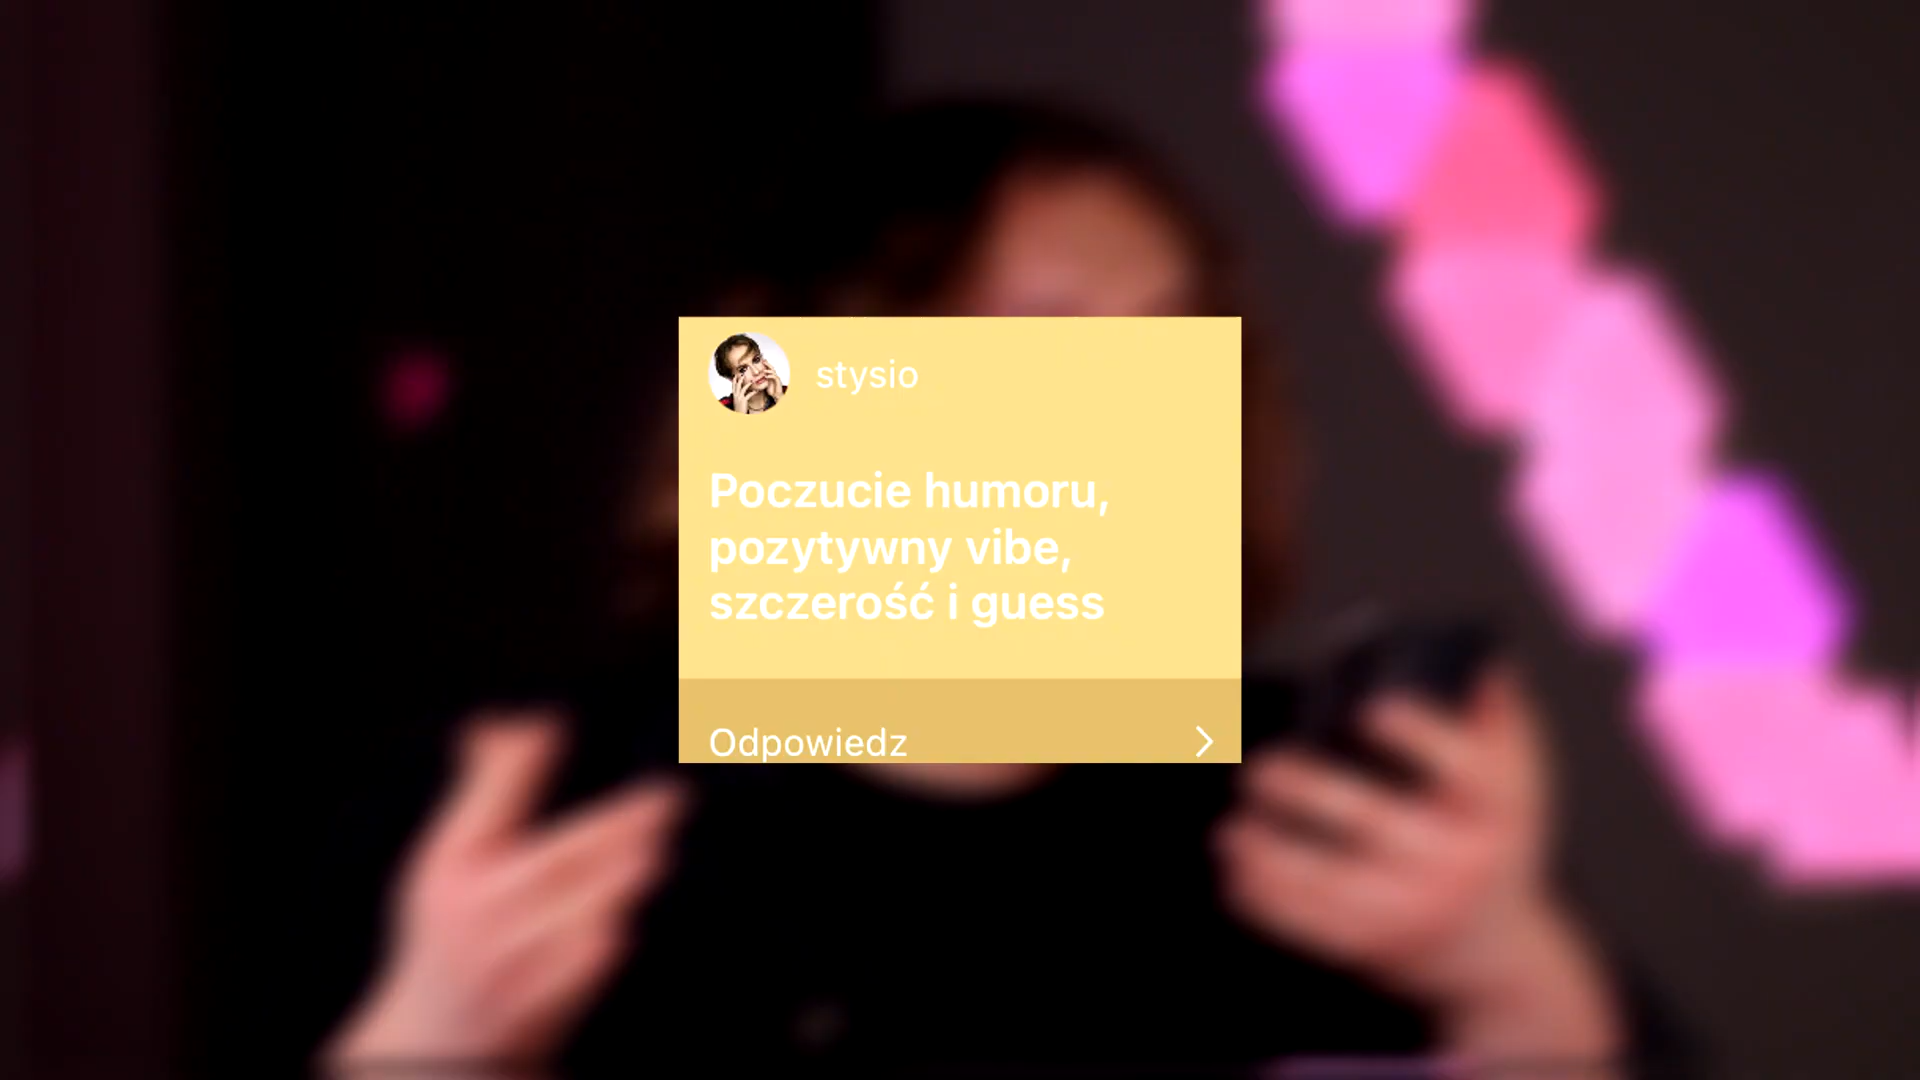 stysio
Poczucie humoru,
pozytywny vibe,
szczerość i guess
Odpowiedz